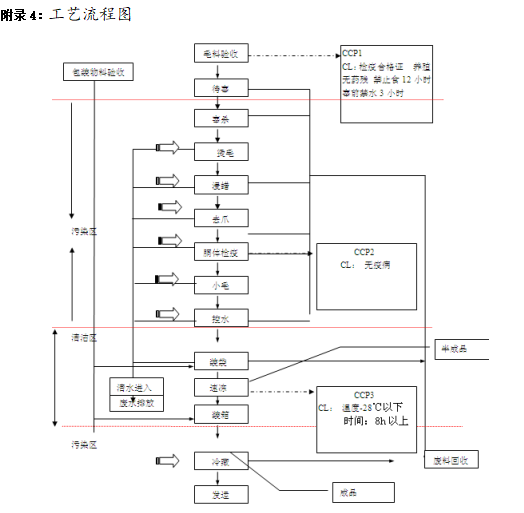 附录4：工艺流程图
毛料验收
CCP1
CL：检疫合格证 养殖
无药残 禁止食12小时
宰前禁水3小时
包装物料验收
待宰
宰杀
烫毛
浸蜡
去爪
污染区
胴体检疫
CCP2
CL： 无疫病
小毛
控水
清洁区
半成品
装袋
清水进入
废水排放
速冻
CCP3
CL： 温度-28℃以下
时间：8h以上
装箱
污染区
冷藏
废料回收
发运
成品